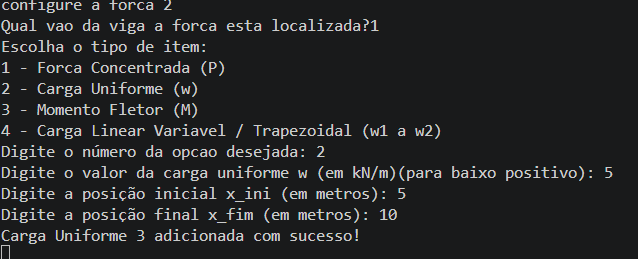 configure a forca 2
Qual vao da viga a forca esta localizada?1
Escolha o tipo de item:
1 - Forca Concentrada (P)
2 - Carga Uniforme (w)
3 - Momento Fletor (M)
4 - Carga Linear Variavel / Trapezoidal (w1 a w2)
Digite o número da opcao desejada: 2
Digite o valor da carga uniforme w (em kN/m)(para baixo positivo): 5
Digite a posição inicial x_ini (em metros): 5
Digite a posição final x_fim (em metros): 10
Carga Uniforme 3 adicionada com sucesso!